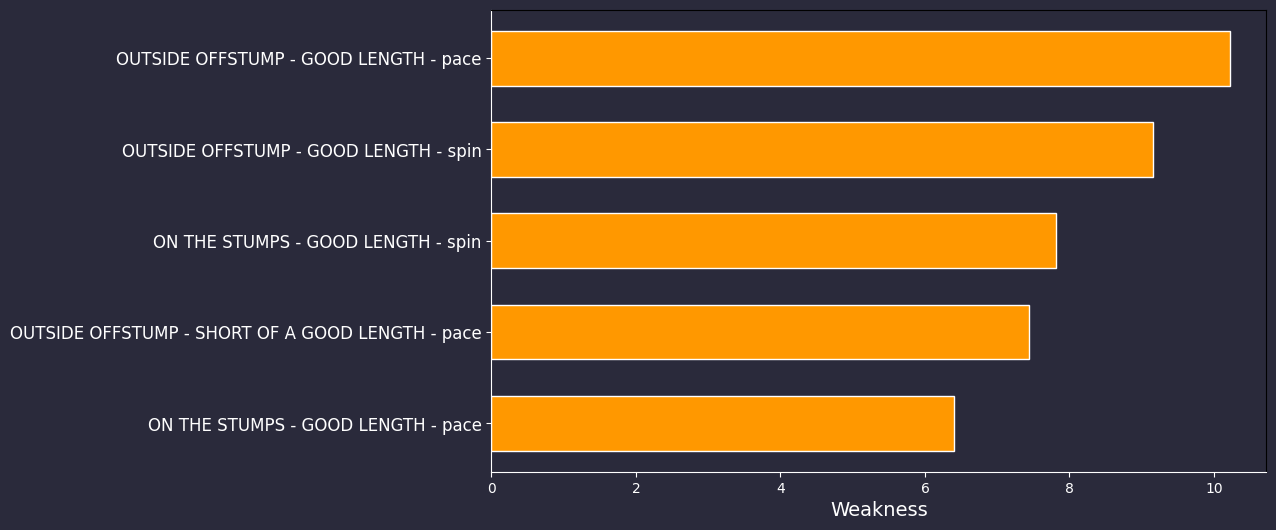 OUTSIDE OFFSTUMP - GOOD LENGTH - pace
OUTSIDE OFFSTUMP - GOOD LENGTH - spin
ON THE STUMPS - GOOD LENGTH - spin
OUTSIDE OFFSTUMP - SHORT OF A GOOD LENGTH - pace
ON THE STUMPS - GOOD LENGTH - pace
0 2 4 6 8 10
Weakness